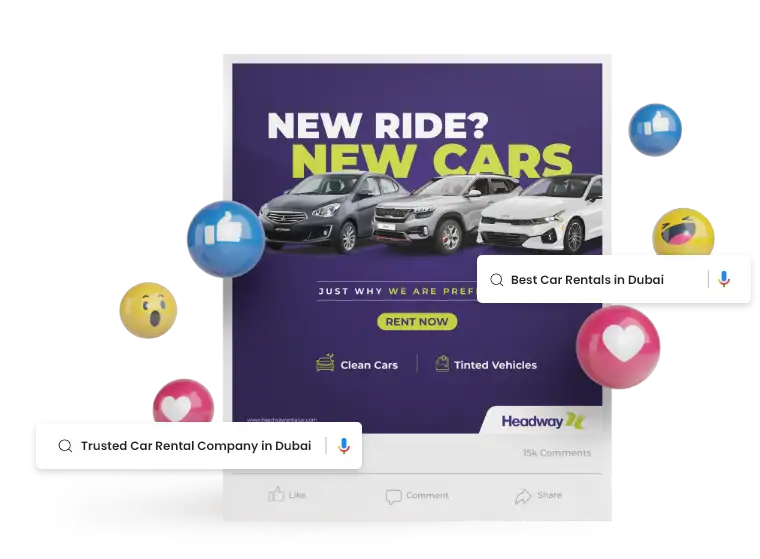 NEW RIDE?
NEW CARS
JUST WHY WE ARE
Best Car Rentals in Dubai
RENT NOW
Clean Cars
Tinted Vehicles
Headway
Trusted Car Rental Company in Dubai
15k Comments
Like
Comment
Share